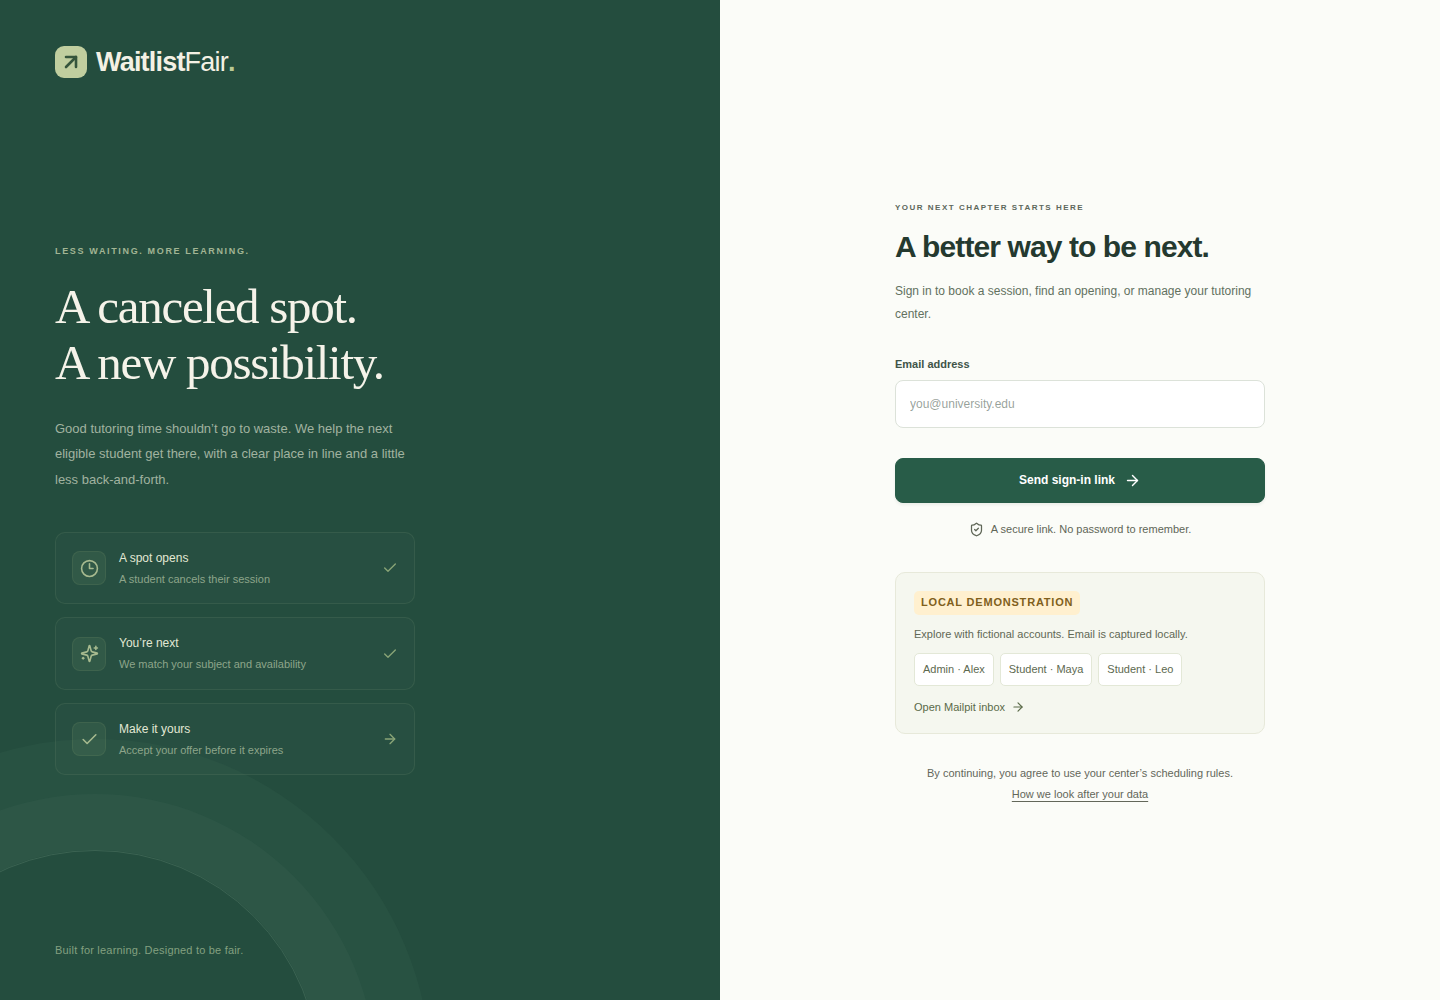 WaitlistFair.
LESS WAITING. MORE LEARNING.
A canceled spot.
A new possibility.
Good tutoring time shouldn’t go to waste. We help the next
eligible student get there, with a clear place in line and a little
less back-and-forth.
A spot opens
A student cancels their session
You’re next
We match your subject and availability
Make it yours
Accept your offer before it expires
Built for learning. Designed to be fair.
YOUR NEXT CHAPTER STARTS HERE
A better way to be next.
Sign in to book a session, find an opening, or manage your tutoring
center.
Email address
you@university.edu
Send sign-in link
A secure link. No password to remember.
LOCAL DEMONSTRATION
Explore with fictional accounts. Email is captured locally.
Admin · Alex Student · Maya Student · Leo
Open Mailpit inbox
By continuing, you agree to use your center’s scheduling rules.
How we look after your data